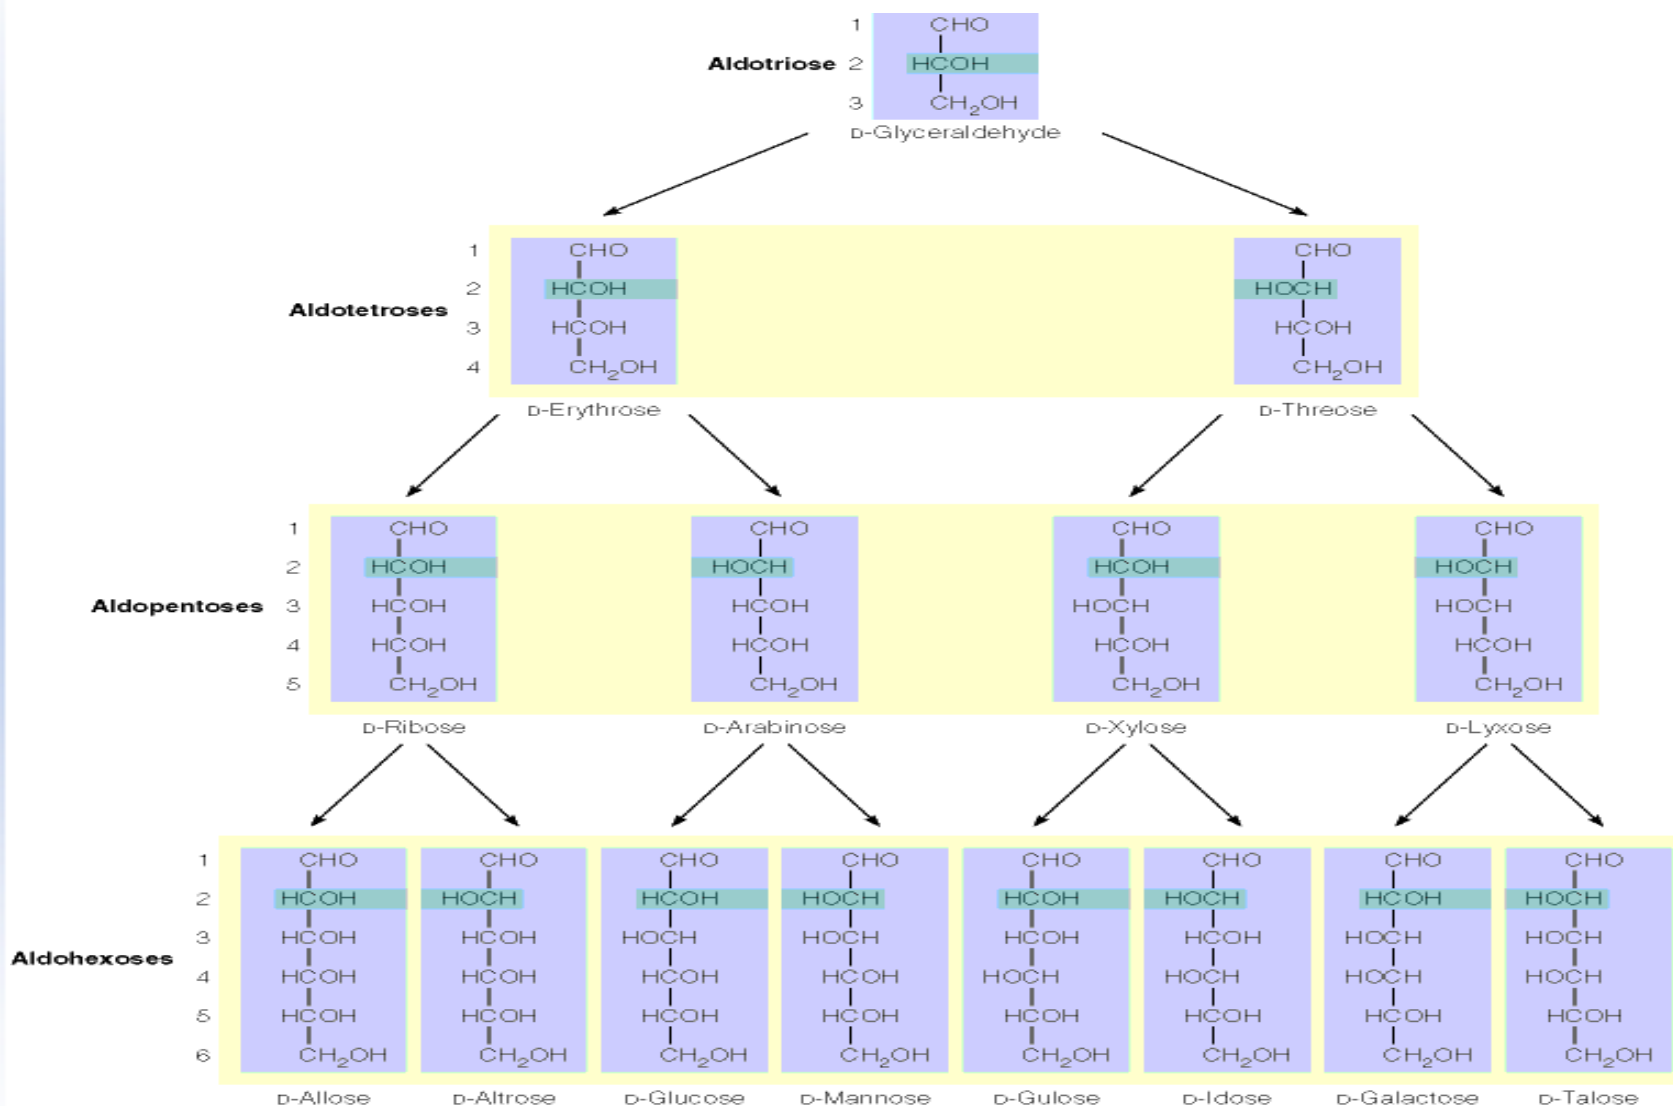 1 CHO
Aldotriose 2 HCOH
3 CH₂OH
D-Glyceraldehyde
1 CHO CHO
2 HCOH HOCH
Aldotetroses
3 HCOH HCOH
4 CH₂OH CH₂OH
D-Erythrose D-Threose
1 CHO CHO CHO CHO
2 HCOH HOCH HCOH HOCH
Aldopentoses 3 HCOH HCOH HOCH HOCH
4 HCOH HCOH HCOH HCOH
5 CH₂OH CH₂OH CH₂OH CH₂OH
D-Ribose D-Arabinose D-Xylose D-Lyxose
1 CHO CHO CHO CHO CHO CHO CHO CHO
2 HCOH HOCH HCOH HOCH HCOH HOCH HCOH HOCH
3 HCOH HCOH HOCH HOCH HCOH HCOH HOCH HOCH
Aldohexoses
4 HCOH HCOH HCOH HCOH HOCH HOCH HOCH HOCH
5 HCOH HCOH HCOH HCOH HCOH HCOH HCOH HCOH
6 CH₂OH CH₂OH CH₂OH CH₂OH CH₂OH CH₂OH CH₂OH CH₂OH
D-Allose D-Altrose D-Glucose D-Mannose D-Gulose D-Idose D-Galactose D-Talose